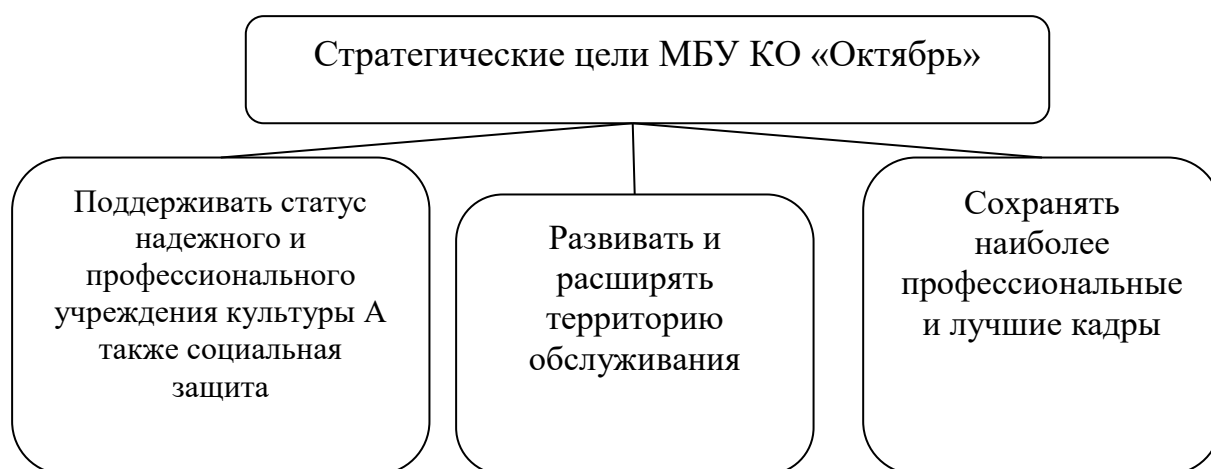 Стратегические цели МБУ КО «Октябрь»
Поддерживать статус
надежного и
профессионального
учреждения культуры А
также социальная
защита
Развивать и
расширять
территорию
обслуживания
Сохранять
наиболее
профессиональные
и лучшие кадры